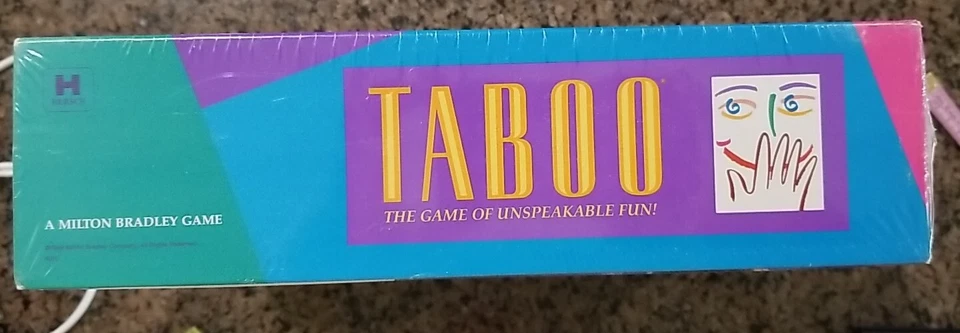 H
A MILTON BRADLEY GAME
TABOO
THE GAME OF UNSPEAKABLE FUN!